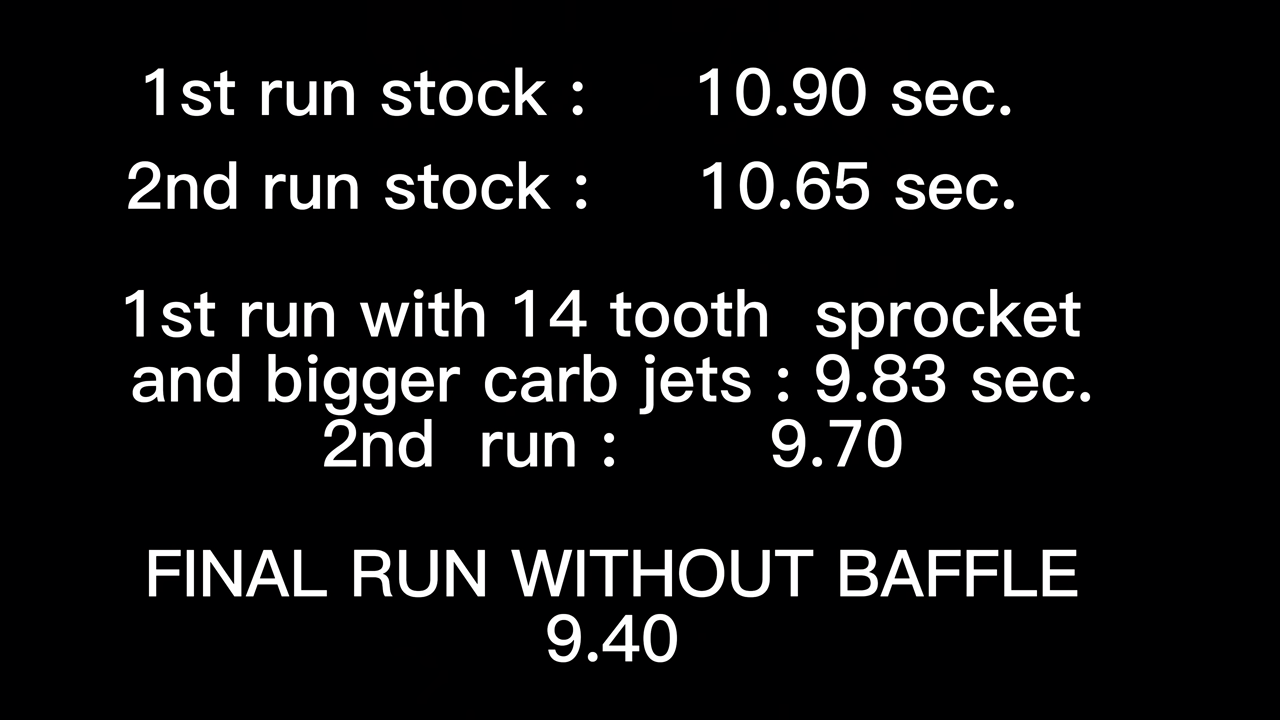 1st run stock : 10.90 sec.
2nd run stock : 10.65 sec.
1st run with 14 tooth sprocket
and bigger carb jets : 9.83 sec.
2nd run : 9.70
FINAL RUN WITHOUT BAFFLE
9.40